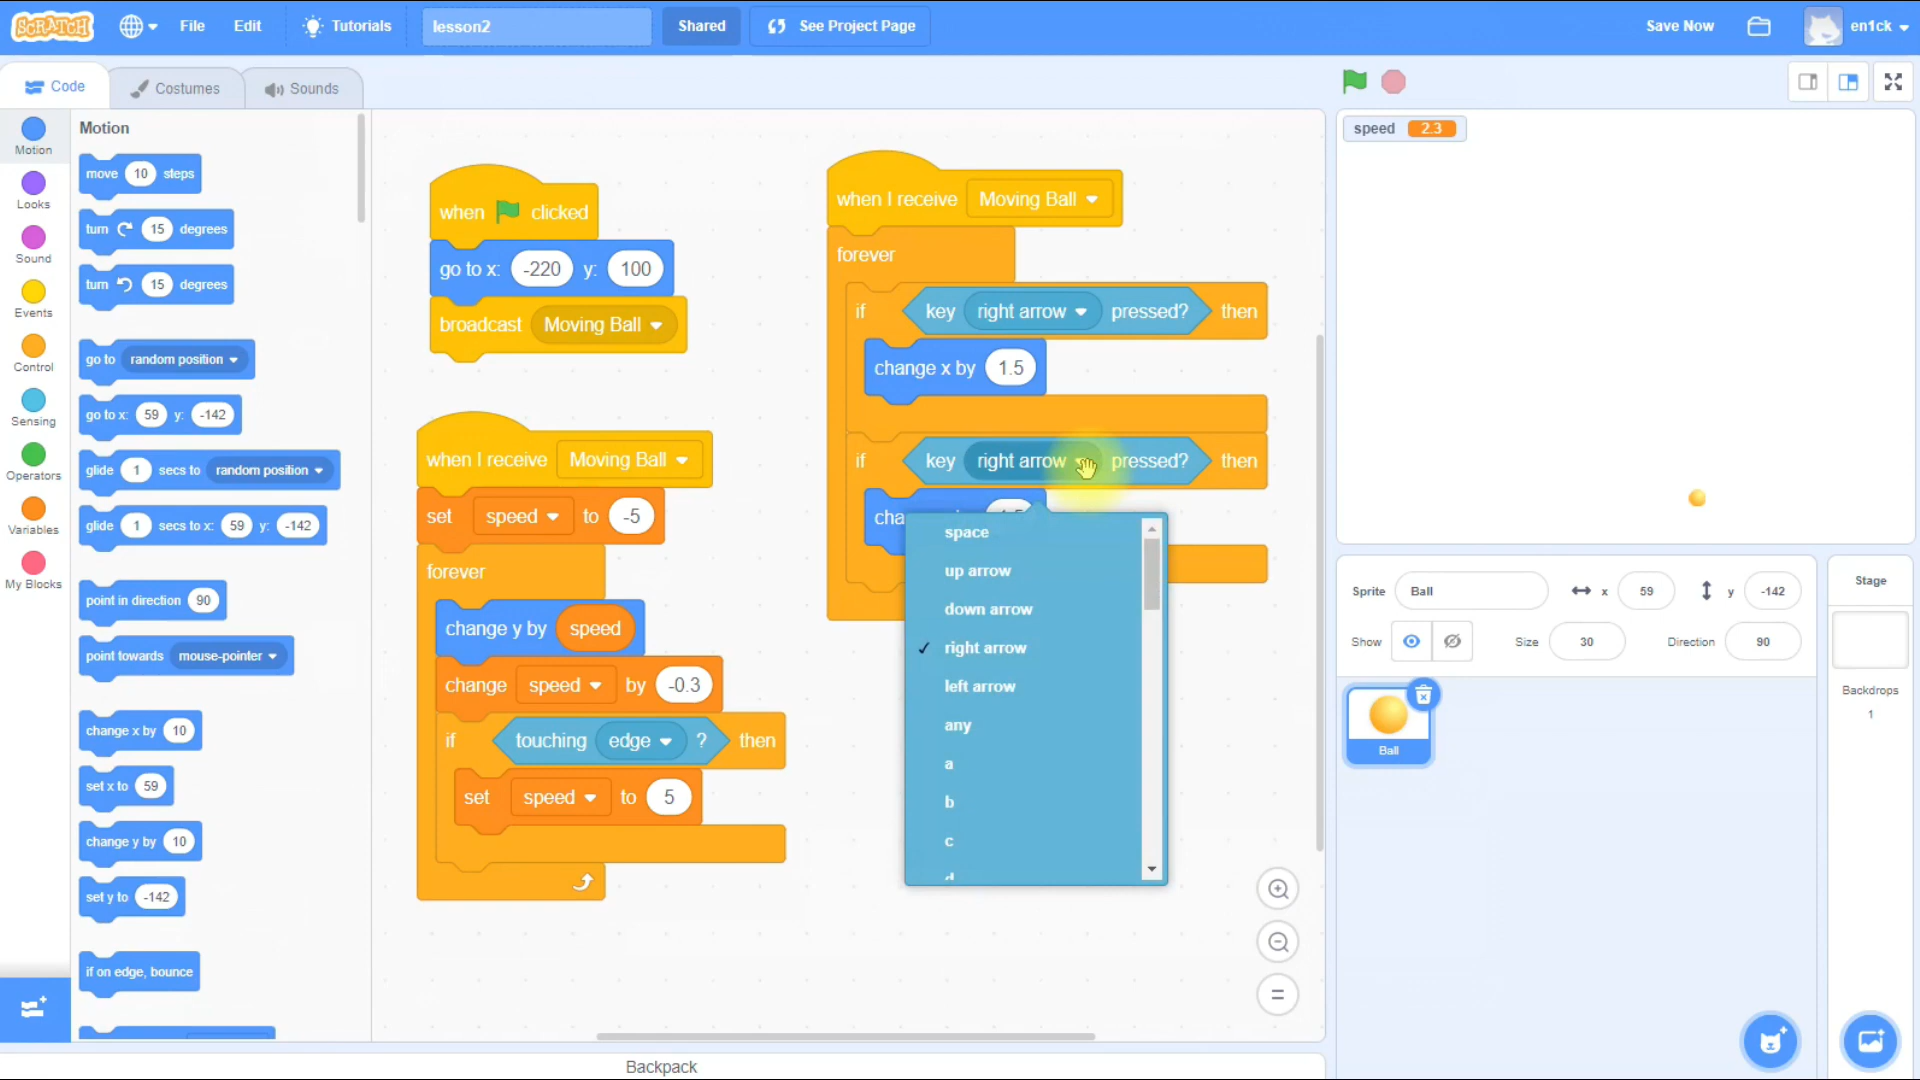 SCRATCH
File
Edit
Tutorials
lesson2
Shared
See Project Page
Save Now
en1ck
Code
Costumes
Sounds
Motion
Looks
Sound
Events
Control
Sensing
Operators
Variables
My Blocks
Motion
move 10 steps
turn 15 degrees
turn 15 degrees
go to random position
go to x: 59 y: -142
glide 1 secs to random position
glide 1 secs to x: 59 y: -142
point in direction 90
point towards mouse-pointer
change x by 10
set x to 59
change y by 10
set y to -142
if on edge, bounce
when clicked
go to x: -220 y: 100
broadcast Moving Ball
when I receive Moving Ball
set speed to -5
forever
change y by speed
change speed by -0.3
if touching edge ? then
set speed to 5
when I receive Moving Ball
forever
if key right arrow pressed? then
change x by 1.5
if key right arrow pressed? then
space
up arrow
down arrow
✓ right arrow
left arrow
any
a
b
c
d
speed 2.3
Sprite Ball x 59 y -142
Show Size 30 Direction 90
Ball
Stage
Backdrops
1
Backpack